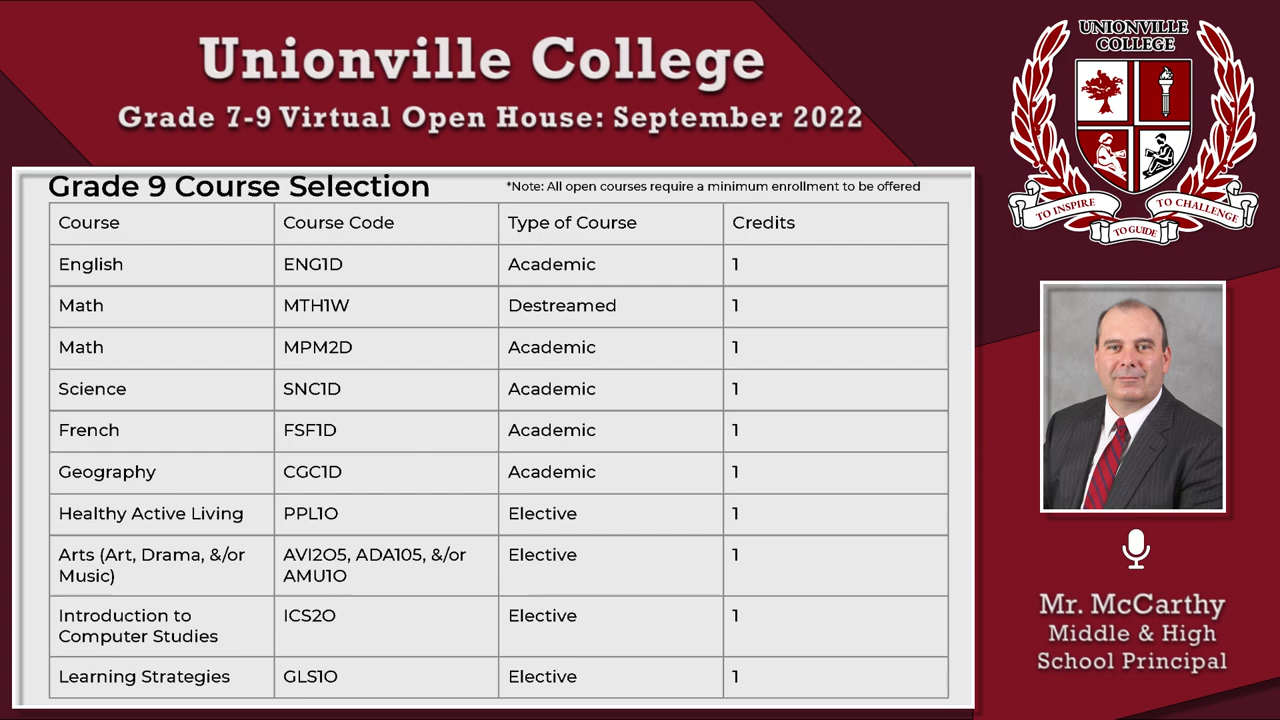 Unionville College
Grade 7-9 Virtual Open House: September 2022
UNIONVILLE
COLLEGE
TO INSPIRE
TO GUIDE
TO CHALLENGE
Grade 9 Course Selection
*Note: All open courses require a minimum enrollment to be offered
Course Course Code Type of Course Credits
English ENG1D Academic 1
Math MTH1W Destreamed 1
Math MPM2D Academic 1
Science SNC1D Academic 1
French FSF1D Academic 1
Geography CGC1D Academic 1
Healthy Active Living PPL1O Elective 1
Arts (Art, Drama, &/or AVI2O5, ADA105, &/or Elective 1
Music) AMU1O
Introduction to ICS2O Elective 1
Computer Studies
Learning Strategies GLS1O Elective 1
Mr. McCarthy
Middle & High
School Principal